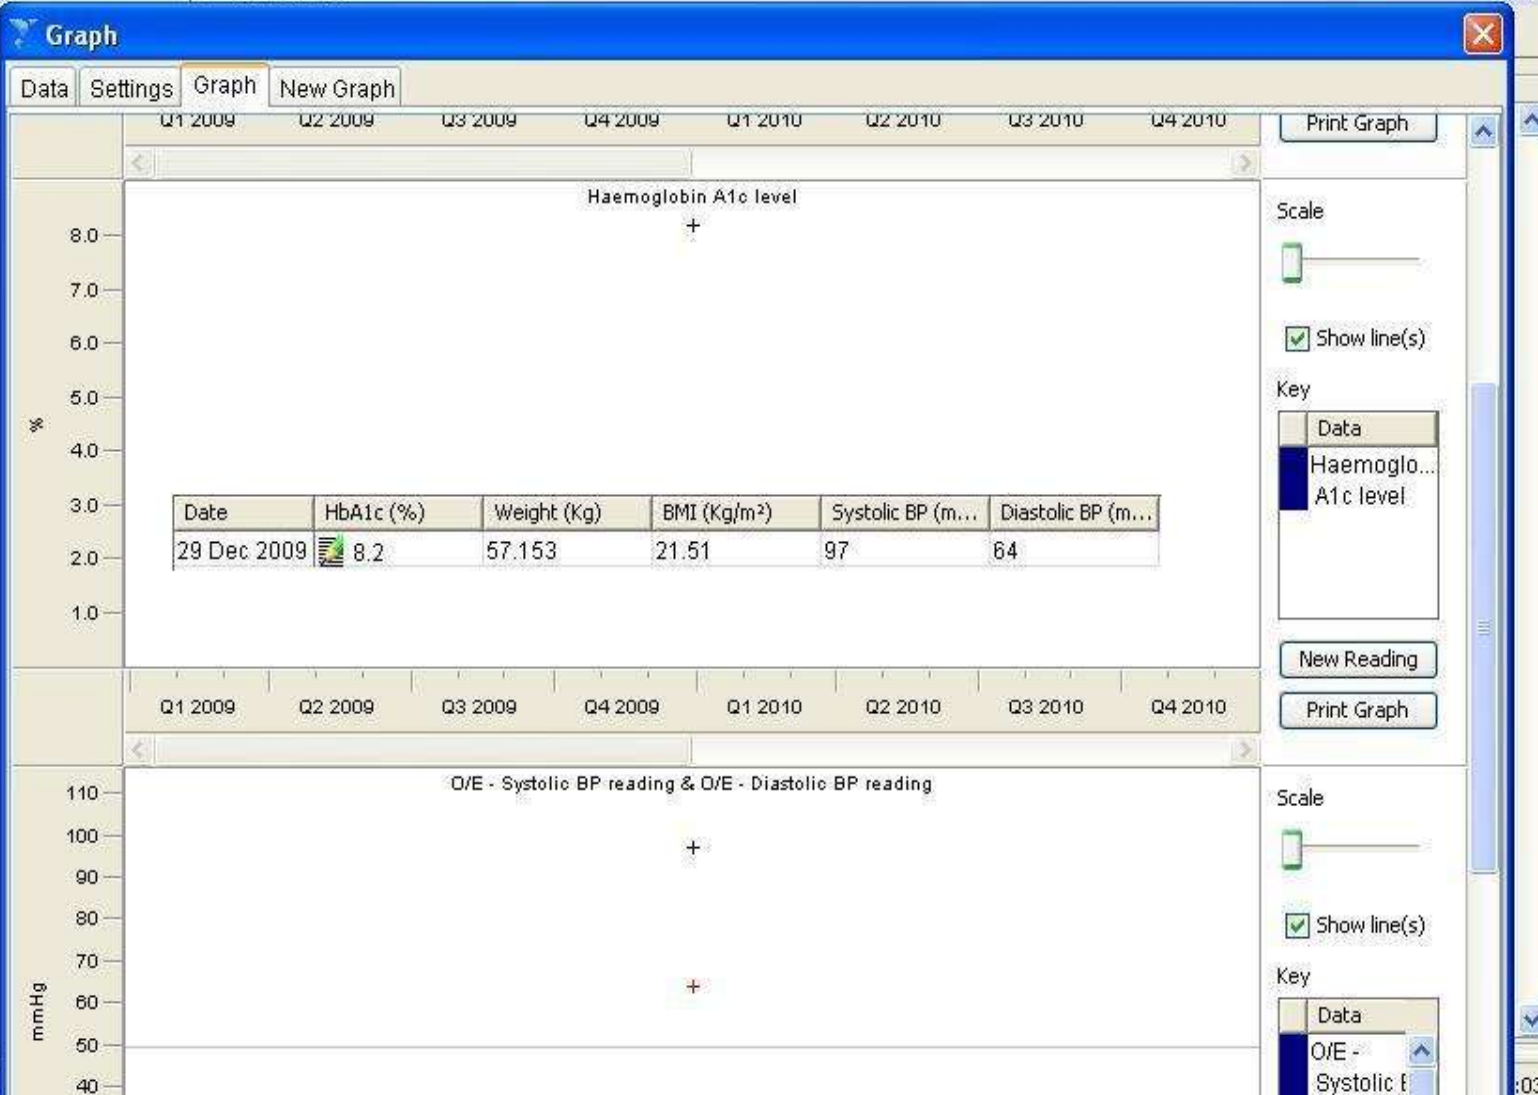 Graph
Data Settings Graph New Graph
Q1 2009 Q2 2009 Q3 2009 Q4 2009 Q1 2010 Q2 2010 Q3 2010 Q4 2010
Print Graph
Haemoglobin A1c level
Scale
8.0
7.0
6.0
Show line(s)
5.0
Key
%
4.0
Data
Haemoglo...
A1c level
3.0
Date HbA1c (%) Weight (Kg) BMI (Kg/m²) Systolic BP (m... Diastolic BP (m...
29 Dec 2009 8.2 57.153 21.51 97 64
2.0
1.0
New Reading
Q1 2009 Q2 2009 Q3 2009 Q4 2009 Q1 2010 Q2 2010 Q3 2010 Q4 2010
Print Graph
O/E - Systolic BP reading & O/E - Diastolic BP reading
Scale
110
100
90
80
Show line(s)
70
Key
mmHg
60
Data
50
O/E -
40
Systolic
:03